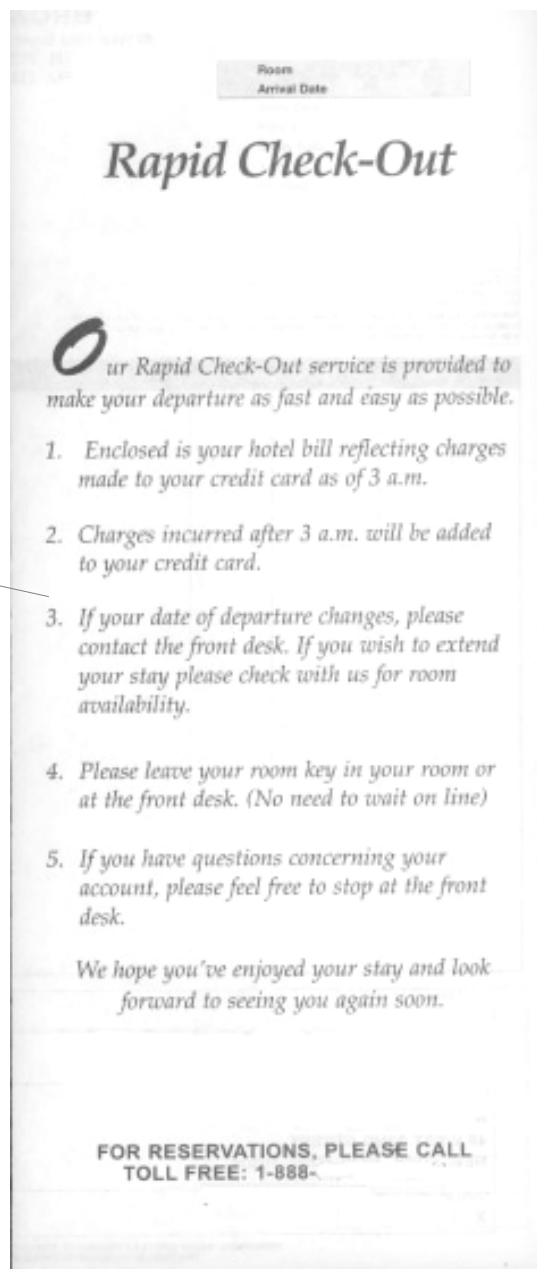 Room
Arrival Date
Rapid Check-Out
Our Rapid Check-Out service is provided to
make your departure as fast and easy as possible.
1. Enclosed is your hotel bill reflecting charges
made to your credit card as of 3 a.m.
2. Charges incurred after 3 a.m. will be added
to your credit card.
3. If your date of departure changes, please
contact the front desk. If you wish to extend
your stay please check with us for room
availability.
4. Please leave your room key in your room or
at the front desk. (No need to wait on line)
5. If you have questions concerning your
account, please feel free to stop at the front
desk.
We hope you've enjoyed your stay and look
forward to seeing you again soon.
FOR RESERVATIONS, PLEASE CALL
TOLL FREE: 1-888-